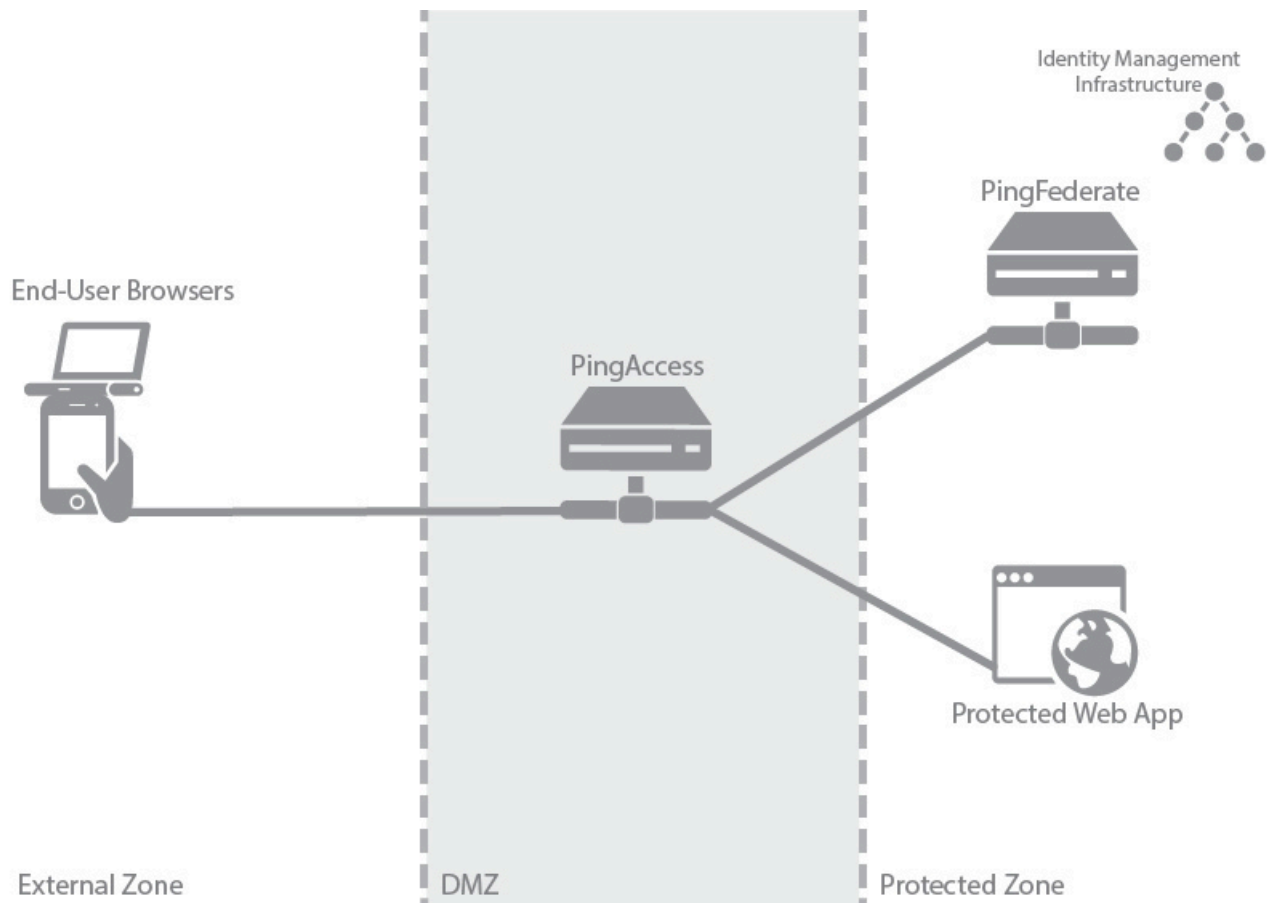 Identity Management
Infrastructure
PingFederate
End-User Browsers
PingAccess
Protected Web App
External Zone
DMZ
Protected Zone